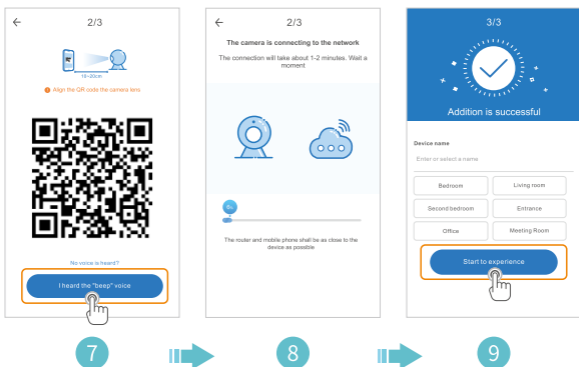 2/3
10~20cm
Align the QR code the camera lens
No voice is heard?
I heard the "beep" voice
7
2/3
The camera is connecting to the network
The connection will take about 1-2 minutes. Wait a
moment
The router and mobile phone shall be as close to the
device as possible
8
3/3
Addition is successful
Device name
Enter or select a name
Bedroom
Living room
Second bedroom
Entrance
Office
Meeting Room
Start to experience
9